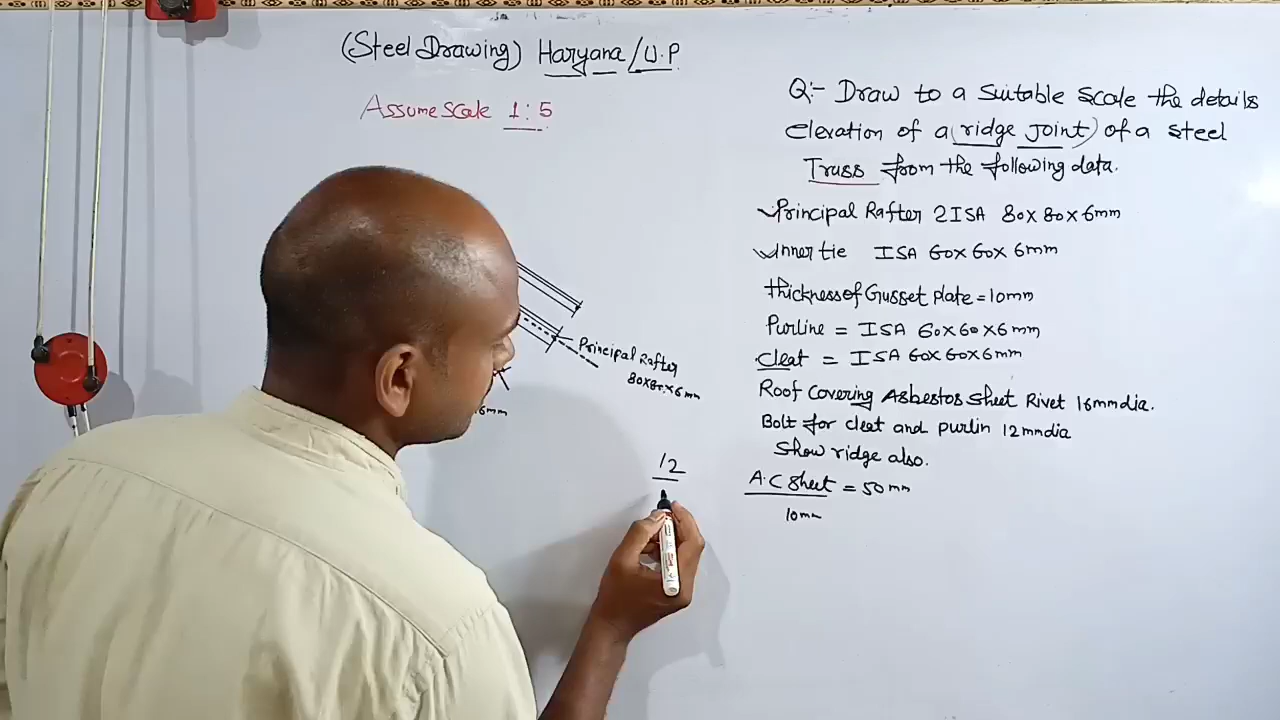 (Steel Drawing) Haryana/U.P
Assume Scale 1:5
Q:- Draw to a suitable scale the details
elevation of a (ridge joint) of a steel
Truss from the following data.
Principal Rafter 2ISA 80x80x6mm
Inner tie ISA 60x60x6mm
thickness of Gusset plate = 10mm
Purline = ISA 60x60x6mm
Cleat = ISA 60x60x6mm
Roof Covering Asbestos sheet Rivet 16mm dia.
Bolt for cleat and purlin 12mm dia
Show ridge also.
A.C Sheet = 50mm
10mm
Principal Rafter
80x80x6mm
6mm
12